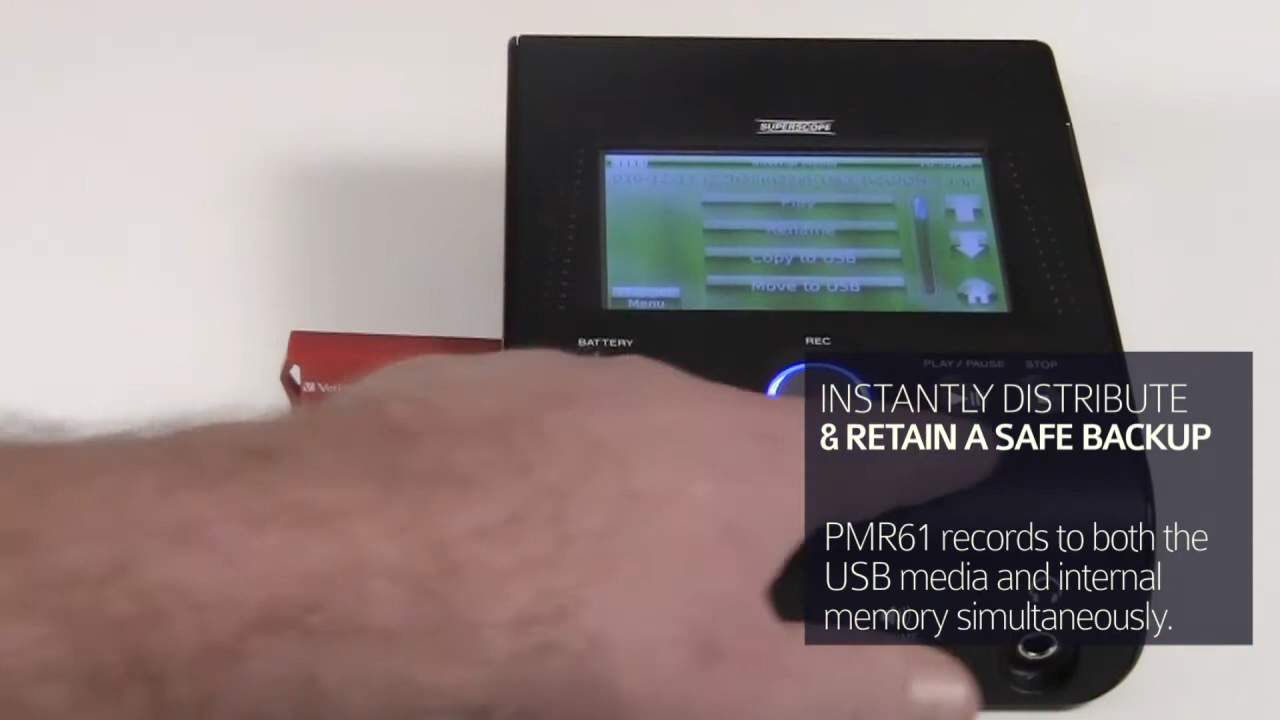 SUPERSCOPE
Play
Rename
Copy to USB
Move to USB
Menu
BATTERY
REC
PLAY / PAUSE
STOP
INSTANTLY DISTRIBUTE
& RETAIN A SAFE BACKUP
PMR61 records to both the
USB media and internal
memory simultaneously.